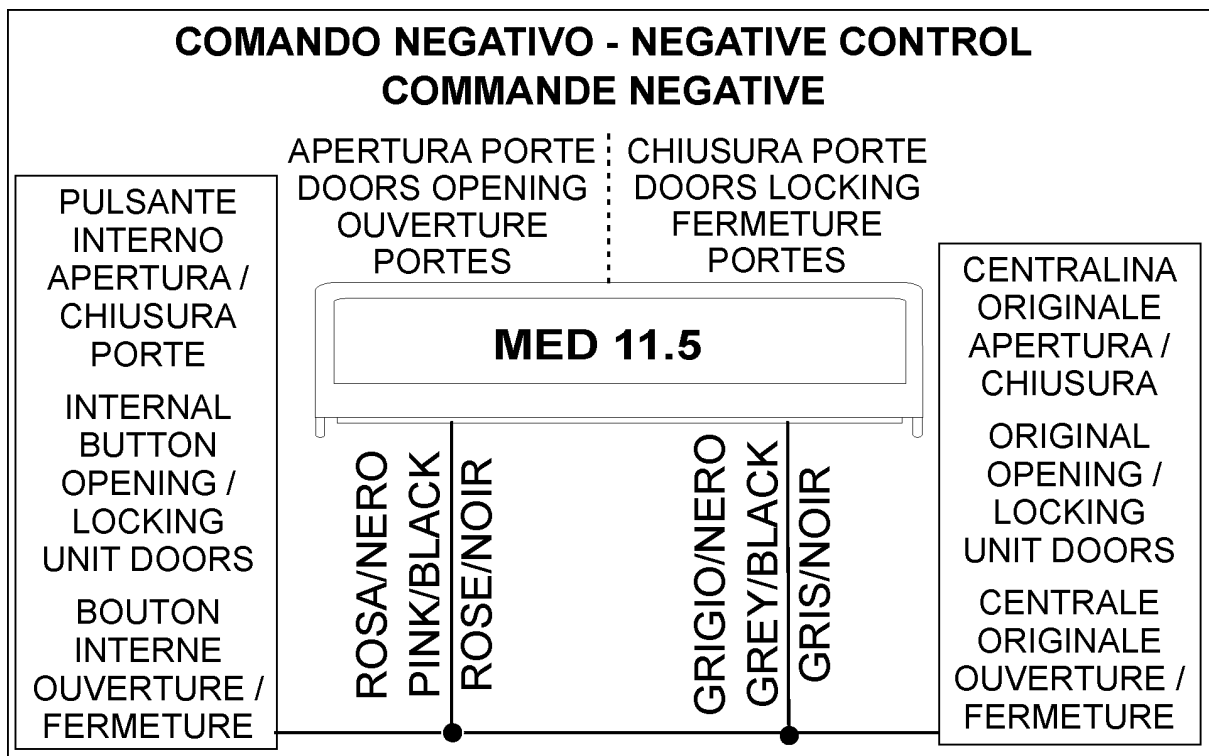 COMANDO NEGATIVO - NEGATIVE CONTROL
COMMANDE NEGATIVE
APERTURA PORTE
DOORS OPENING
OUVERTURE
PORTES
CHIUSURA PORTE
DOORS LOCKING
FERMETURE
PORTES
PULSANTE
INTERNO
APERTURA /
CHIUSURA
PORTE
INTERNAL
BUTTON
OPENING /
LOCKING
UNIT DOORS
BOUTON
INTERNE
OUVERTURE /
FERMETURE
MED 11.5
ROSA/NERO
PINK/BLACK
ROSE/NOIR
GRIGIO/NERO
GREY/BLACK
GRIS/NOIR
CENTRALINA
ORIGINALE
APERTURA /
CHIUSURA
ORIGINAL
OPENING /
LOCKING
UNIT DOORS
CENTRALE
ORIGINALE
OUVERTURE /
FERMETURE